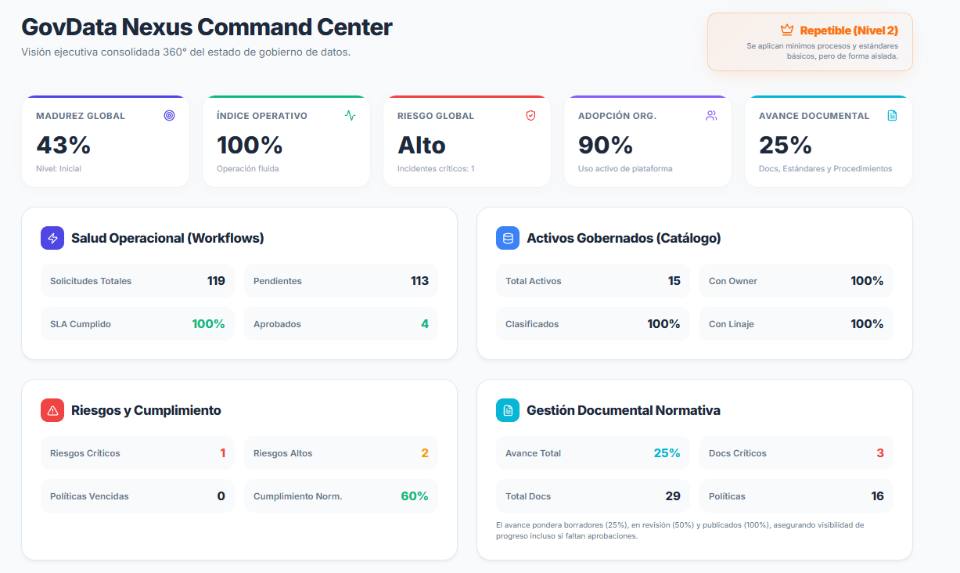 GovData Nexus Command Center
Visión ejecutiva consolidada 360° del estado de gobierno de datos.
Repetible (Nivel 2)
Se aplican mínimos procesos y estándares
básicos, pero de forma aislada.
MADUREZ GLOBAL
43%
Nivel: Inicial
ÍNDICE OPERATIVO
100%
Operación fluida
RIESGO GLOBAL
Alto
Incidentes críticos: 1
ADOPCIÓN ORG.
90%
Uso activo de plataforma
AVANCE DOCUMENTAL
25%
Docs, Estándares y Procedimientos
Salud Operacional (Workflows)
Solicitudes Totales 119
Pendientes 113
SLA Cumplido 100%
Aprobados 4
Activos Gobernados (Catálogo)
Total Activos 15
Con Owner 100%
Clasificados 100%
Con Linaje 100%
Riesgos y Cumplimiento
Riesgos Críticos 1
Riesgos Altos 2
Políticas Vencidas 0
Cumplimiento Norm. 60%
Gestión Documental Normativa
Avance Total 25%
Docs Críticos 3
Total Docs 29
Políticas 16
El avance pondera borradores (25%), en revisión (50%) y publicados (100%), asegurando visibilidad de
progreso incluso si faltan aprobaciones.